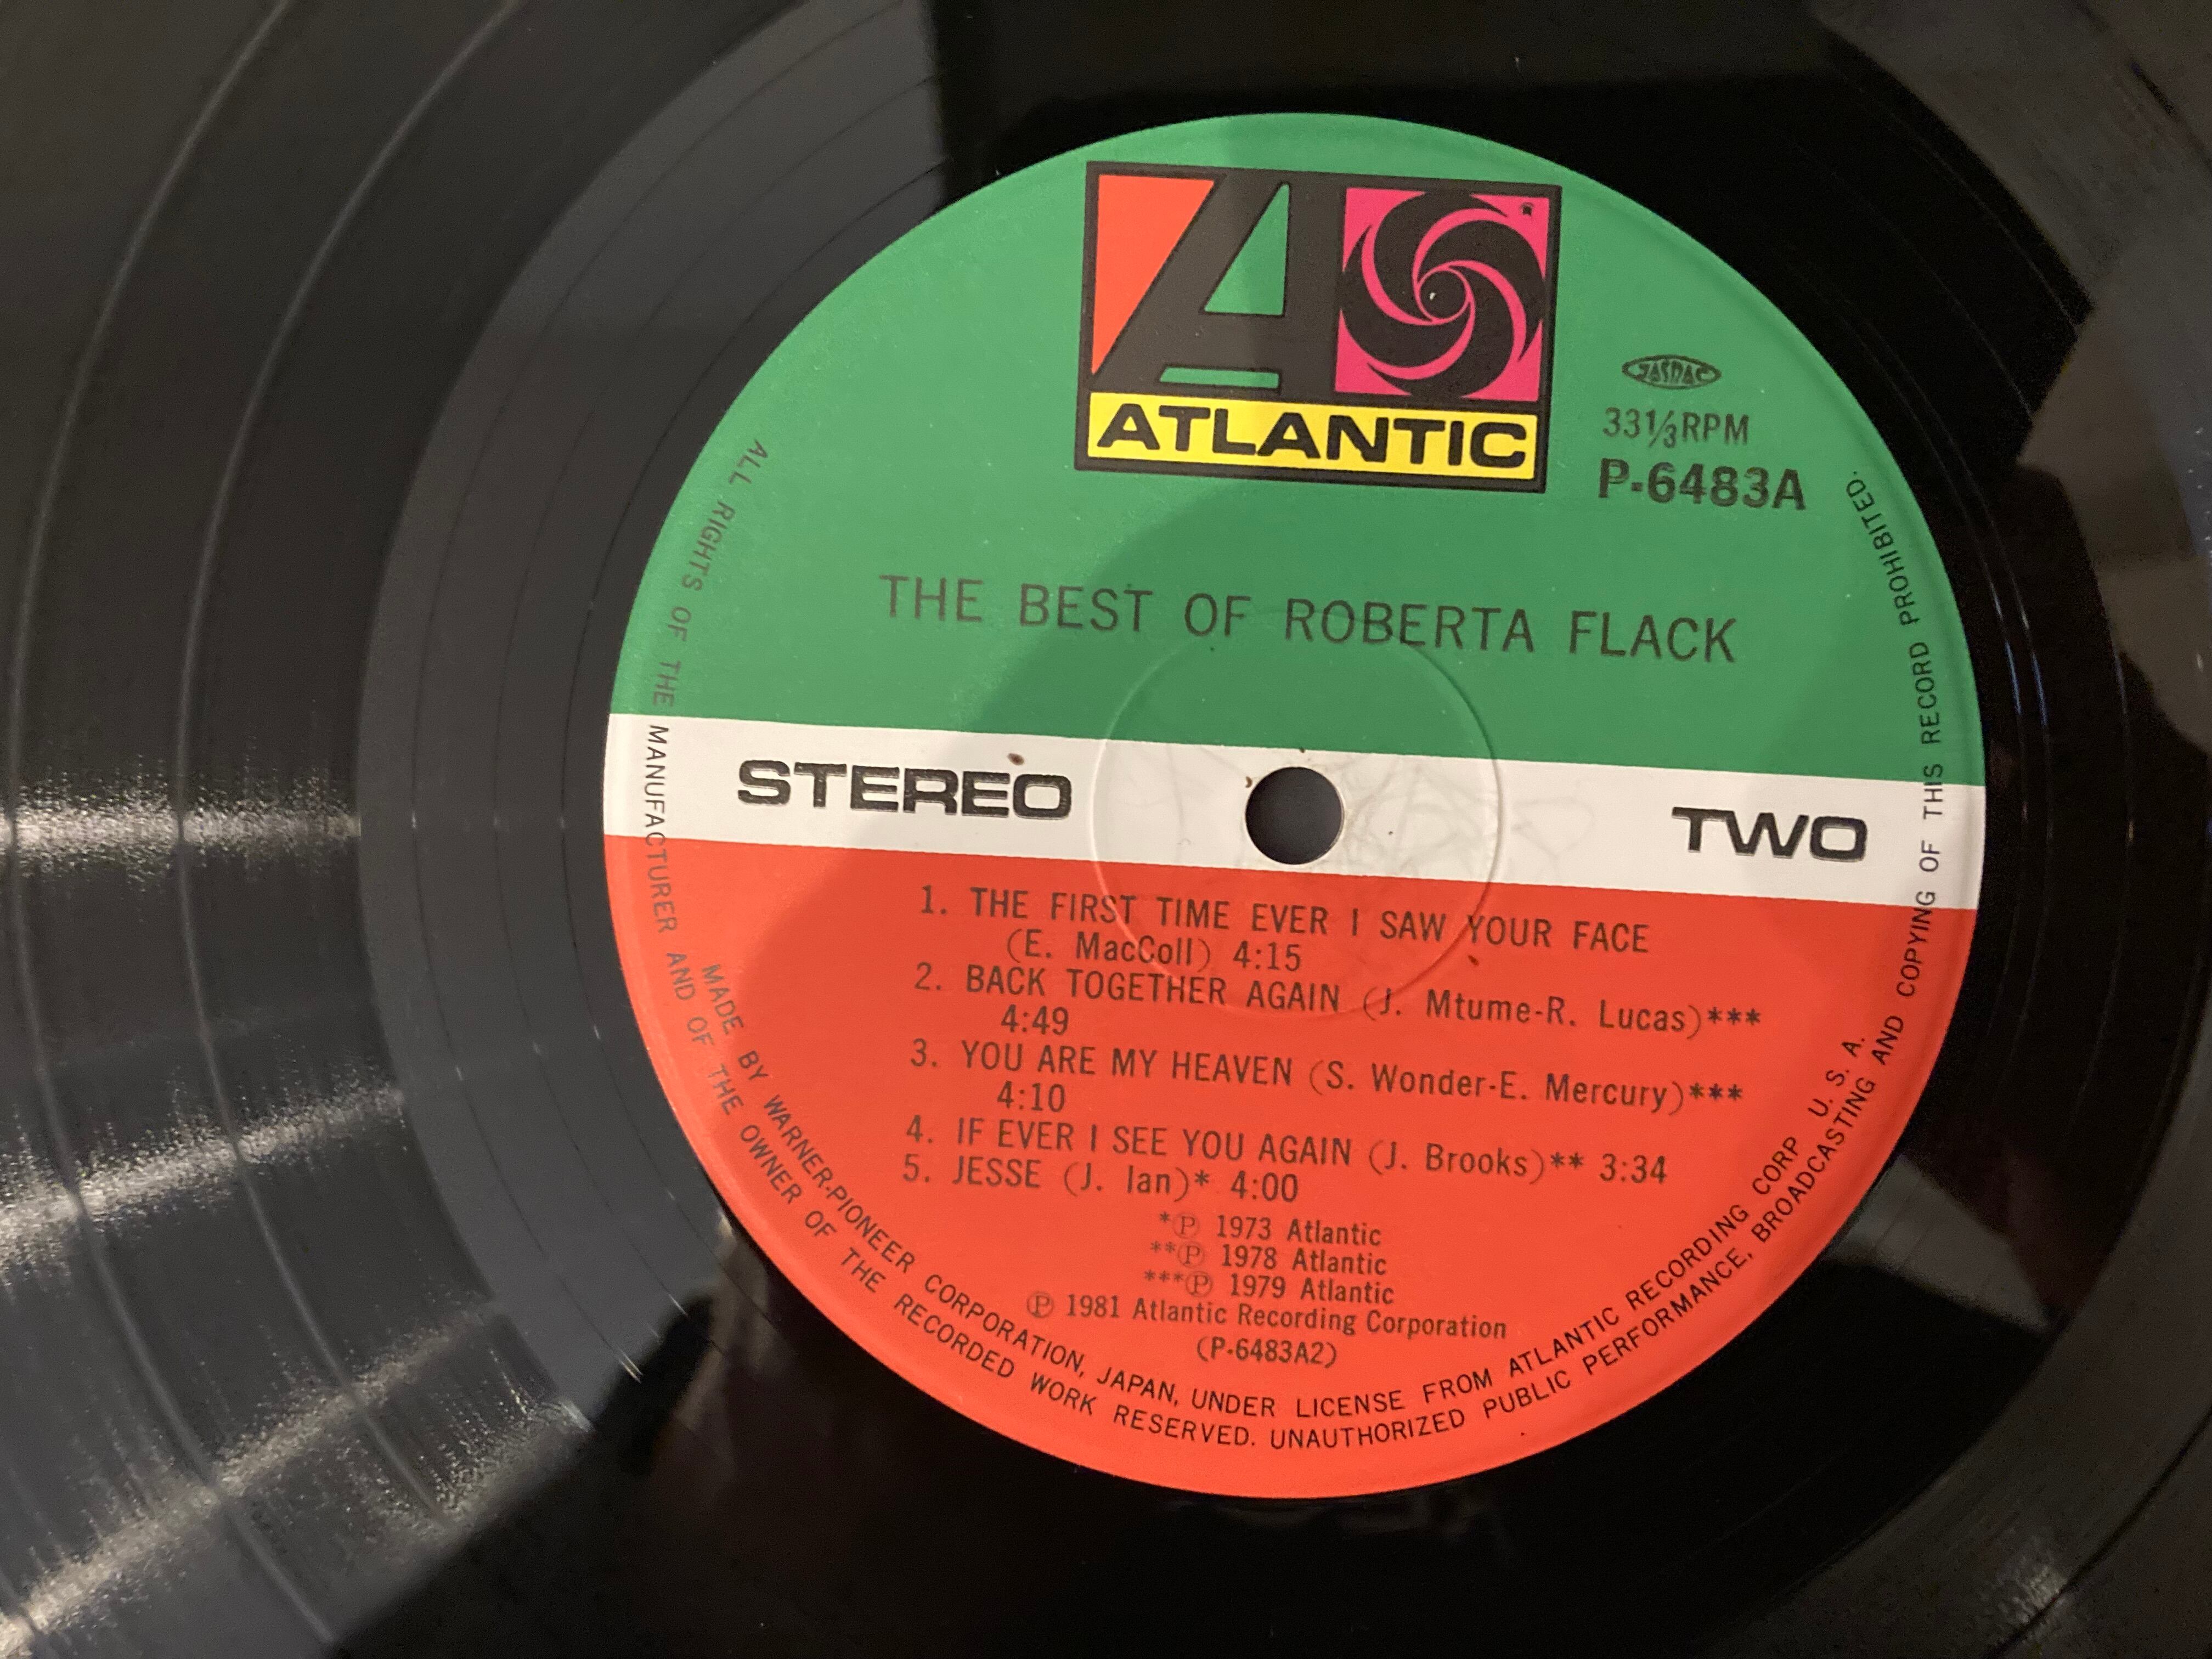 ATLANTIC
JASRAC
33 1/3 RPM
P-6483A
THE BEST OF ROBERTA FLACK
STEREO
TWO
1. THE FIRST TIME EVER I SAW YOUR FACE
(E. MacColl) 4:15
2. BACK TOGETHER AGAIN (J. Mtume-R. Lucas)***
4:49
3. YOU ARE MY HEAVEN (S. Wonder-E. Mercury)***
4:10
4. IF EVER I SEE YOU AGAIN (J. Brooks)** 3:34
5. JESSE (J. Ian)* 4:00
*Ⓟ 1973 Atlantic
**Ⓟ 1978 Atlantic
***Ⓟ 1979 Atlantic
Ⓟ 1981 Atlantic Recording Corporation
(P-6483A2)
MADE BY WARNER-PIONEER CORPORATION, JAPAN, UNDER LICENSE FROM ATLANTIC RECORDING CORP U. S. A.
ALL RIGHTS OF THE MANUFACTURER AND OF THE OWNER OF THE RECORDED WORK RESERVED. UNAUTHORIZED PUBLIC PERFORMANCE, BROADCASTING AND COPYING OF THIS RECORD PROHIBITED.